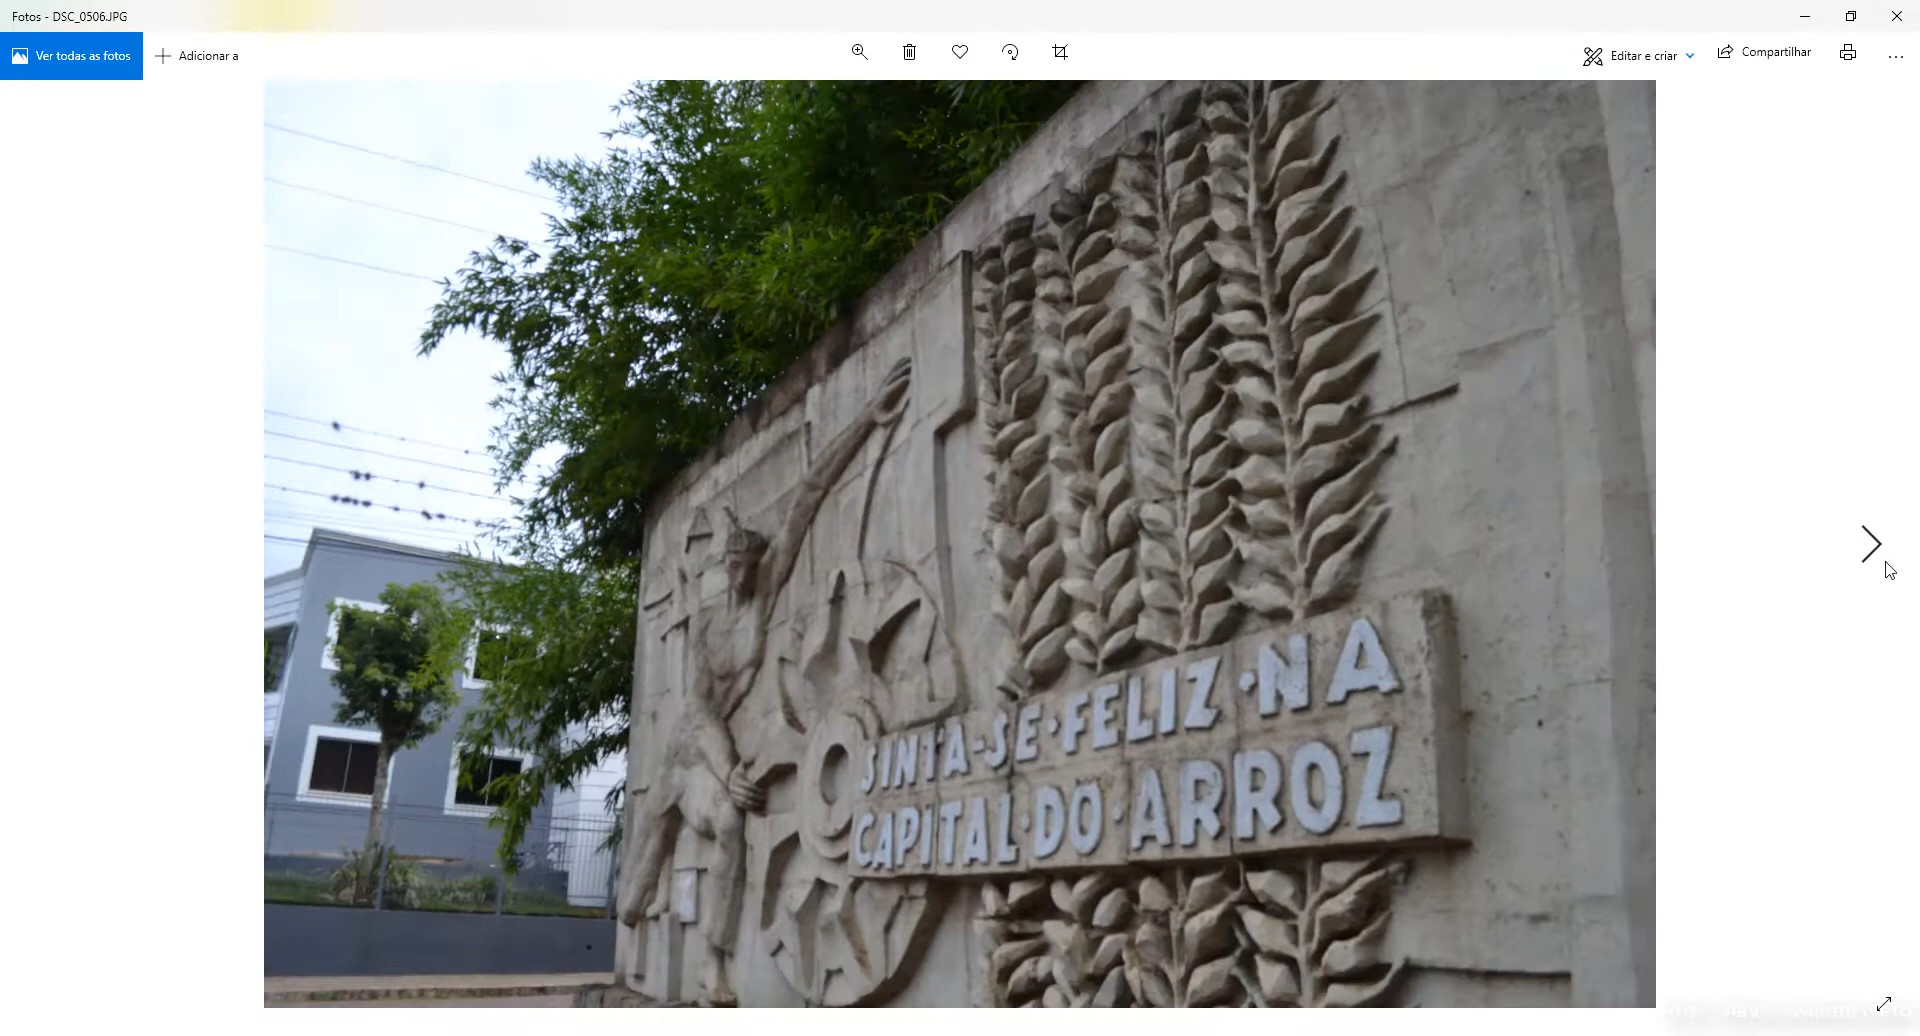 Fotos - DSC_0506.JPG
Ver todas as fotos
Adicionar a
Editar e criar
Compartilhar
SINTA-SE·FELIZ·NA
CAPITAL·DO·ARROZ